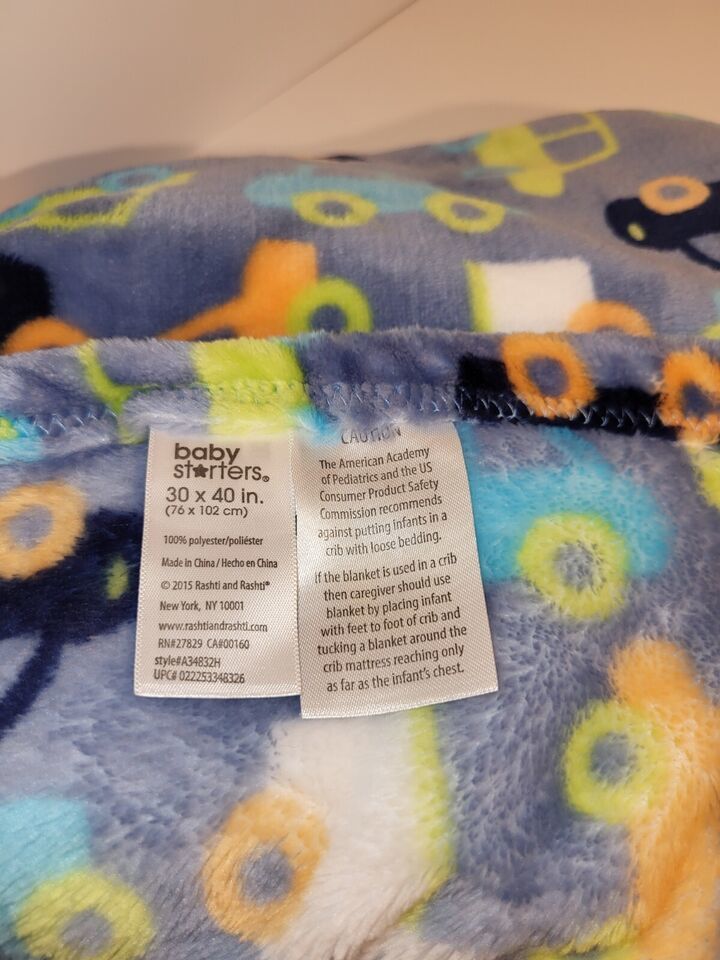 baby
st★rters®
30 x 40 in.
(76 x 102 cm)
100% polyester/poliéster
Made in China / Hecho en China
© 2015 Rashti and Rashti®
New York, NY 10001
www.rashtiandrashti.com
RN#27829 CA#00160
style#A34832H
UPC# 022253348326
CAUTION
The American Academy
of Pediatrics and the US
Consumer Product Safety
Commission recommends
against putting infants in a
crib with loose bedding.
If the blanket is used in a crib
then caregiver should use
blanket by placing infant
with feet to foot of crib and
tucking a blanket around the
crib mattress reaching only
as far as the infant's chest.